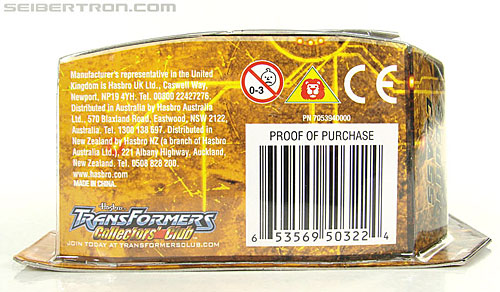 SEIBERTRON.COM
Manufacturer's representative in the United
Kingdom is Hasbro UK Ltd., Caswell Way,
Newport, NP19 4YH. Tel. 00800 22427276.
Distributed in Australia by Hasbro Australia
Ltd., 570 Blaxland Road, Eastwood, NSW 2122,
Australia. Tel. 1300 138 697. Distributed in
New Zealand by Hasbro NZ (a branch of Hasbro
Australia Ltd.), 221 Albany Highway, Auckland,
New Zealand. Tel. 0508 828 200.
www.hasbro.com
MADE IN CHINA.
Hasbro
TRANSFORMERS
Collectors' Club
JOIN TODAY AT TRANSFORMERSCLUB.COM
0-3
CE
PN 7053940000
PROOF OF PURCHASE
6 53569 50322 4